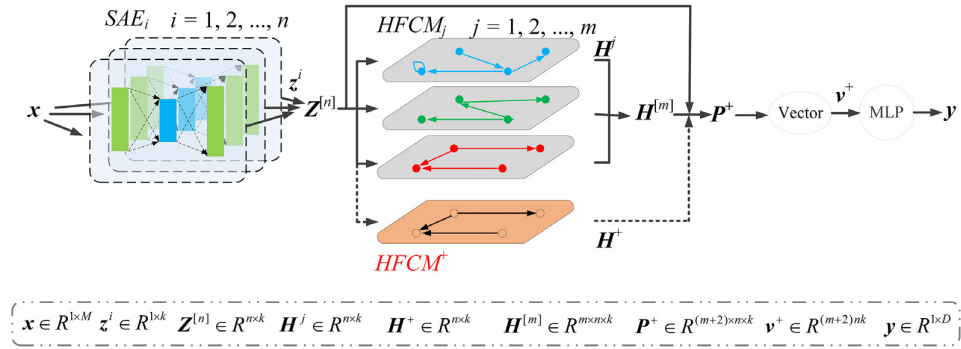 SAE_i i = 1, 2, ..., n
HFCM_j j = 1, 2, ..., m
x
z^i
Z^[n]
H^j
H^[m]
P^+
Vector
v^+
MLP
y
H^+
HFCM^+
x ∈ R^{1×M} z^i ∈ R^{1×k} Z^{[n]} ∈ R^{n×k} H^j ∈ R^{n×k} H^+ ∈ R^{n×k} H^{[m]} ∈ R^{m×n×k} P^+ ∈ R^{(m+2)×n×k} v^+ ∈ R^{(m+2)nk} y ∈ R^{1×D}